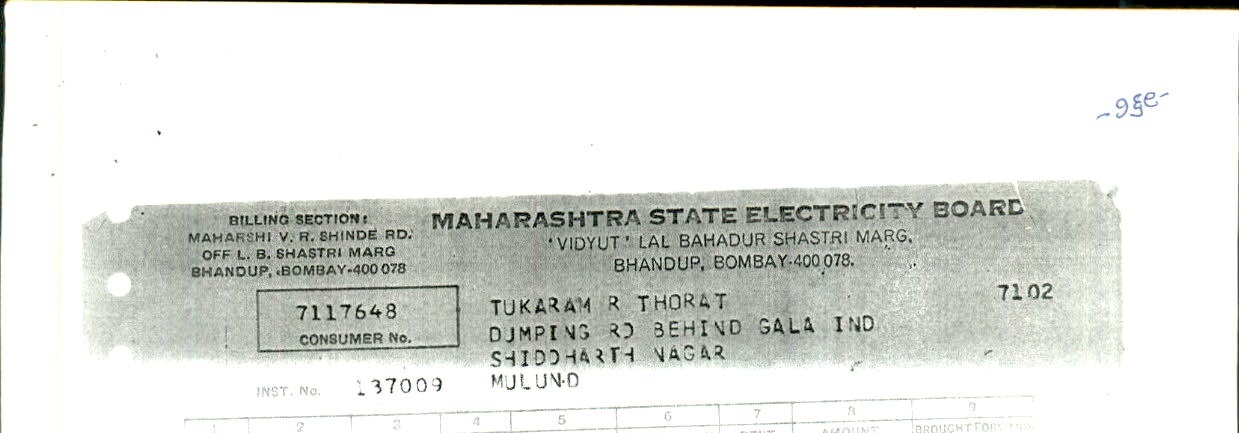 BILLING SECTION:
MAHARSHI V. R. SHINDE RD.
OFF L. B. SHASTRI MARG
BHANDUP, BOMBAY-400 078
MAHARASHTRA STATE ELECTRICITY BOARD
'VIDYUT' LAL BAHADUR SHASTRI MARG,
BHANDUP, BOMBAY-400 078.
7117648
CONSUMER No.
TUKARAM R THORAT
DUMPING RD BEHIND GALA IND
SHIDDHARTH NAGAR
MULUND
7102
INST. No. 137009
1 2 3 4 5 6 7 8 9
AMOUNT BROUGHT FORWARD